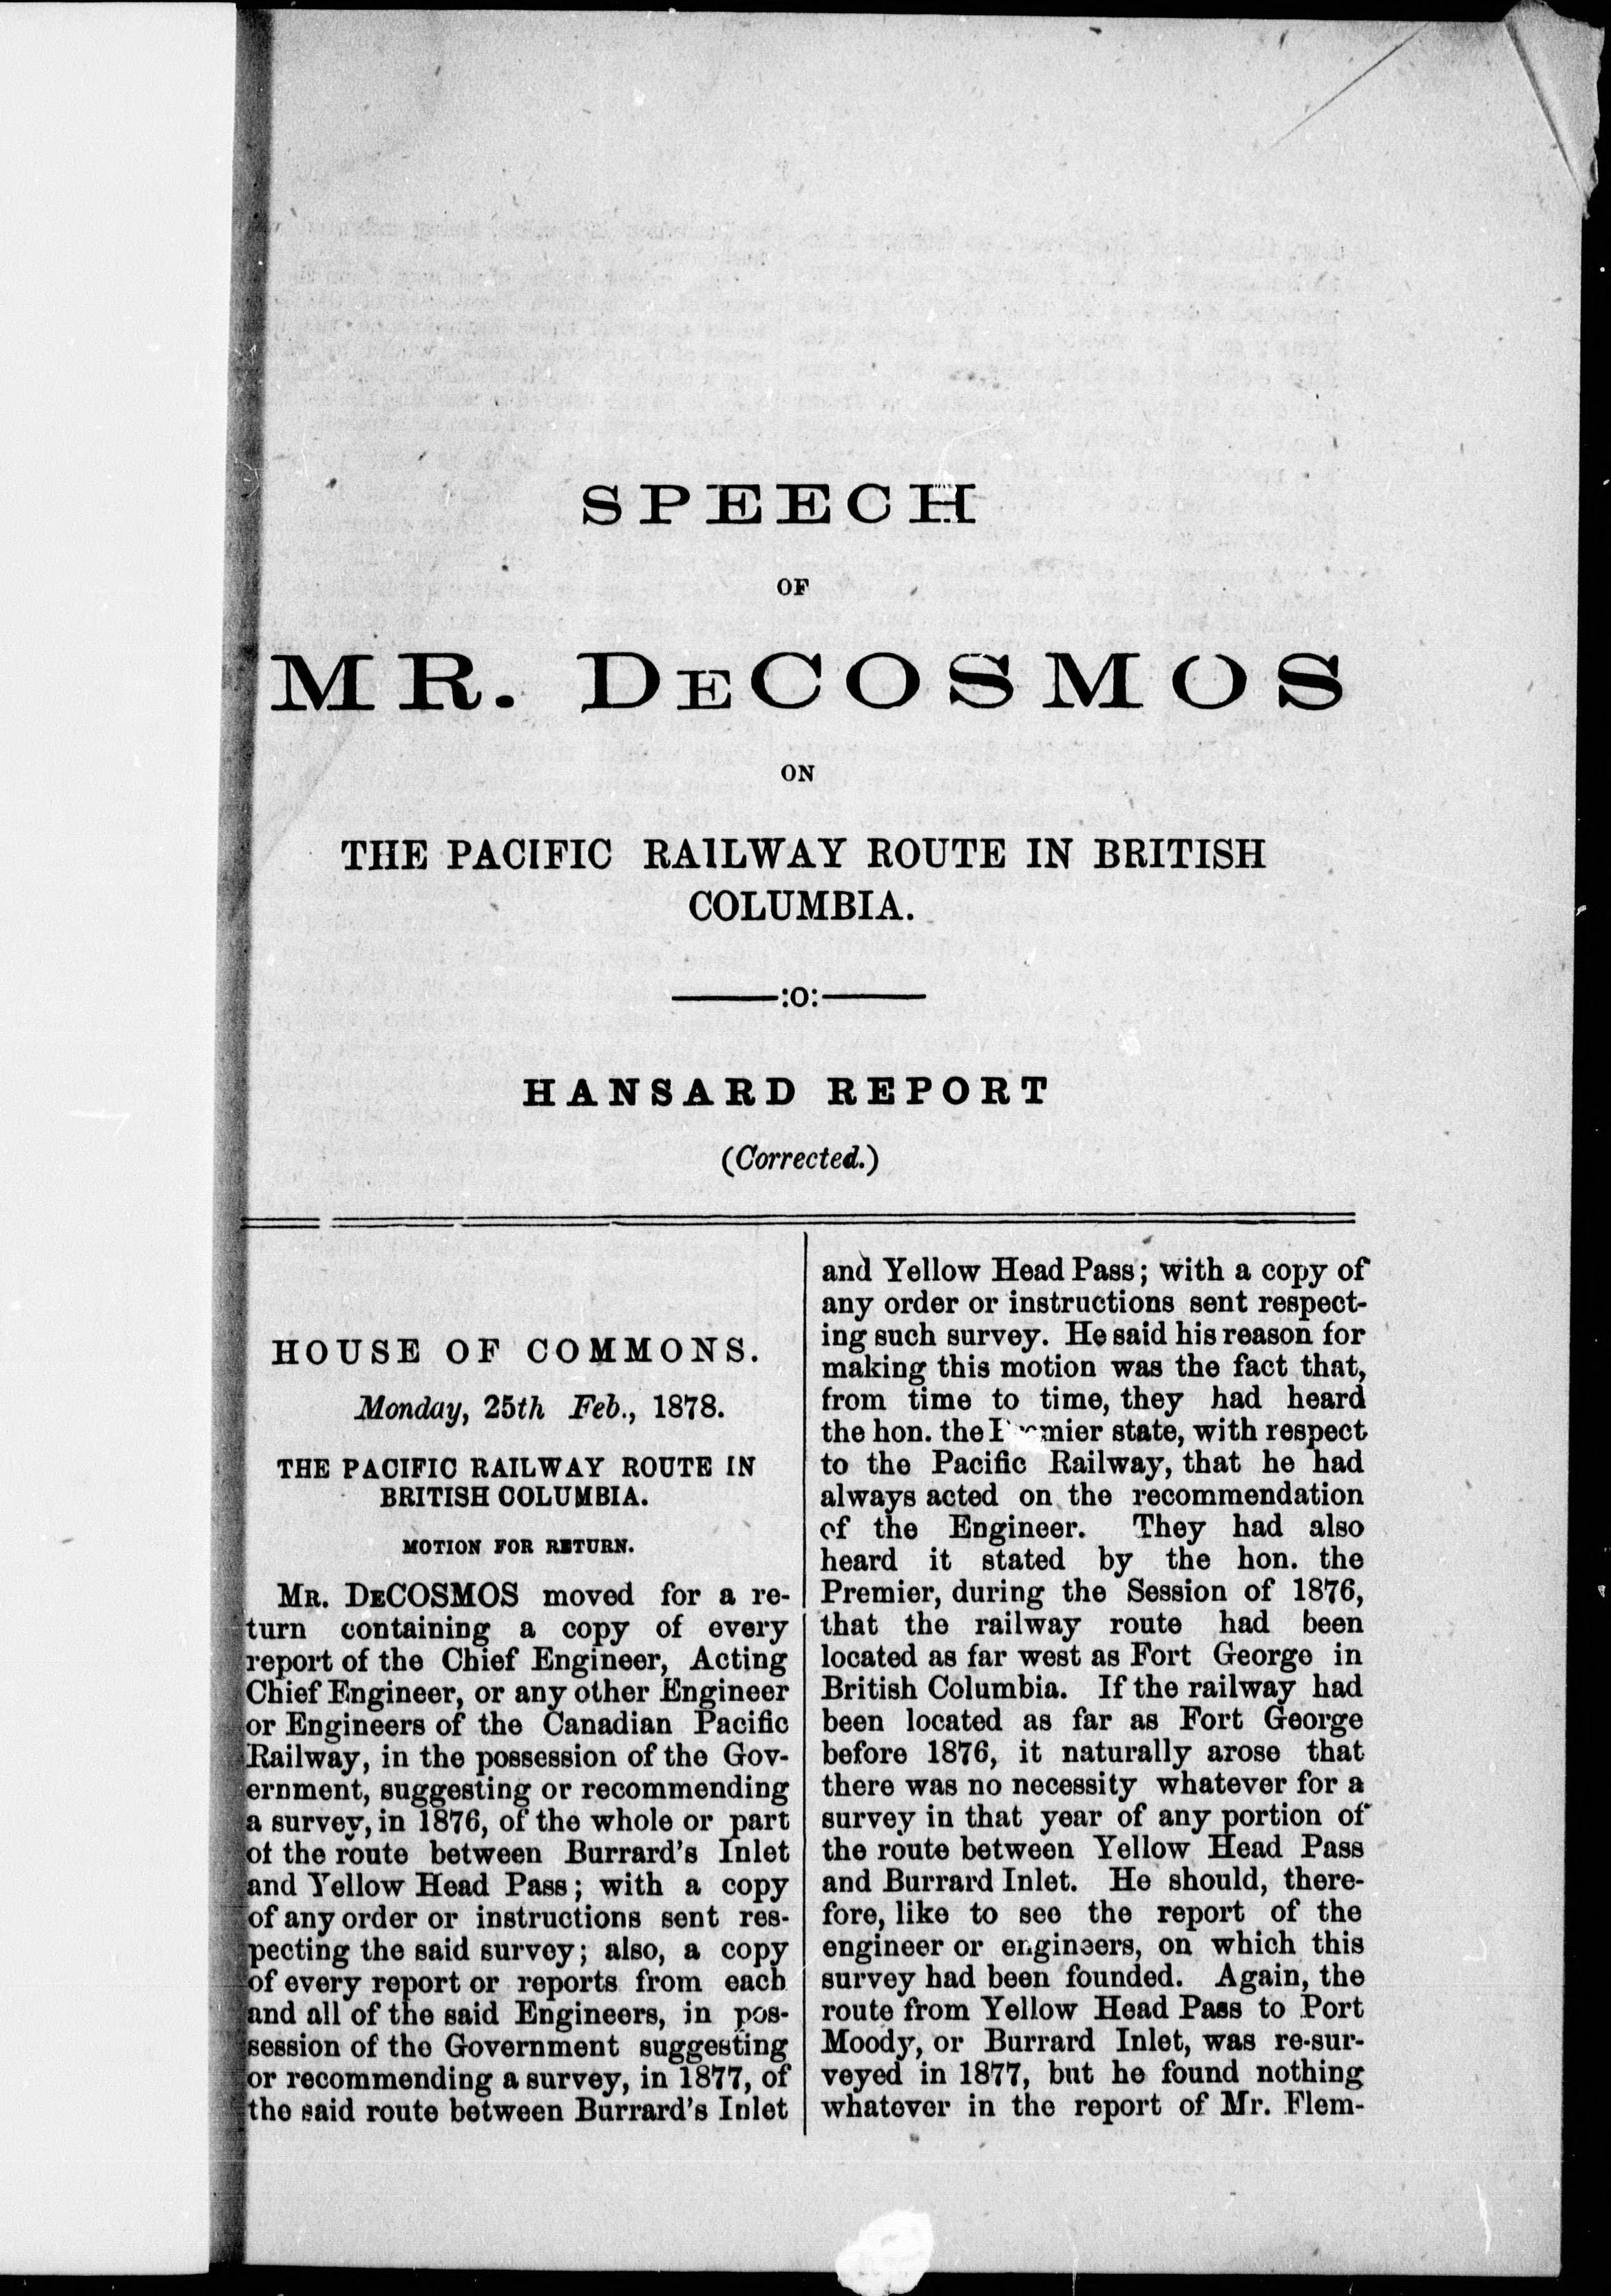 SPEECH
OF
MR. DECOSMOS
ON
THE PACIFIC RAILWAY ROUTE IN BRITISH
COLUMBIA.
———:o:———
HANSARD REPORT
(Corrected.)
HOUSE OF COMMONS.
Monday, 25th Feb., 1878.
THE PACIFIC RAILWAY ROUTE IN
BRITISH COLUMBIA.
MOTION FOR RETURN.
MR. DECOSMOS moved for a re-
turn containing a copy of every
report of the Chief Engineer, Acting
Chief Engineer, or any other Engineer
or Engineers of the Canadian Pacific
Railway, in the possession of the Gov-
ernment, suggesting or recommending
a survey, in 1876, of the whole or part
of the route between Burrard's Inlet
and Yellow Head Pass; with a copy
of any order or instructions sent res-
pecting the said survey; also, a copy
of every report or reports from each
and all of the said Engineers, in pos-
session of the Government suggesting
or recommending a survey, in 1877, of
the said route between Burrard's Inlet
and Yellow Head Pass; with a copy of
any order or instructions sent respect-
ing such survey. He said his reason for
making this motion was the fact that,
from time to time, they had heard
the hon. the Premier state, with respect
to the Pacific Railway, that he had
always acted on the recommendation
of the Engineer. They had also
heard it stated by the hon. the
Premier, during the Session of 1876,
that the railway route had been
located as far west as Fort George in
British Columbia. If the railway had
been located as far as Fort George
before 1876, it naturally arose that
there was no necessity whatever for a
survey in that year of any portion of
the route between Yellow Head Pass
and Burrard Inlet. He should, there-
fore, like to see the report of the
engineer or engineers, on which this
survey had been founded. Again, the
route from Yellow Head Pass to Port
Moody, or Burrard Inlet, was re-sur-
veyed in 1877, but he found nothing
whatever in the report of Mr. Flem-